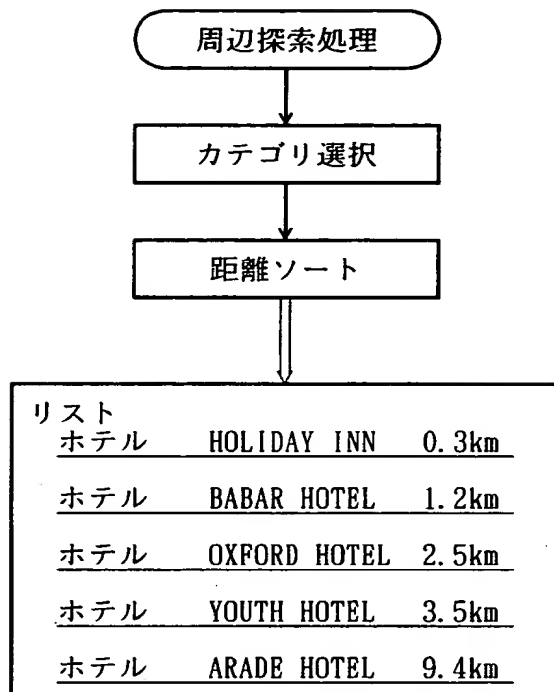 周辺探索処理
カテゴリ選択
距離ソート
リスト
ホテル HOLIDAY INN 0.3km
ホテル BABAR HOTEL 1.2km
ホテル OXFORD HOTEL 2.5km
ホテル YOUTH HOTEL 3.5km
ホテル ARADE HOTEL 9.4km